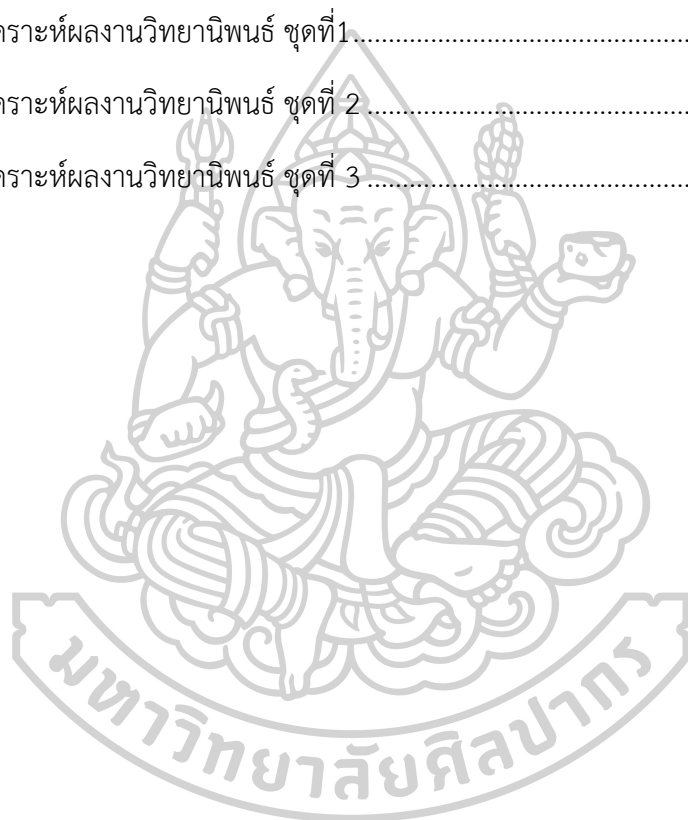 คราะห์ผลงานวิทยานิพนธ์ ชุดที่1.......................................................
คราะห์ผลงานวิทยานิพนธ์ ชุดที่ 2 .....................................................
คราะห์ผลงานวิทยานิพนธ์ ชุดที่ 3 .....................................................
มหาวิทยาลัยศิลปากร